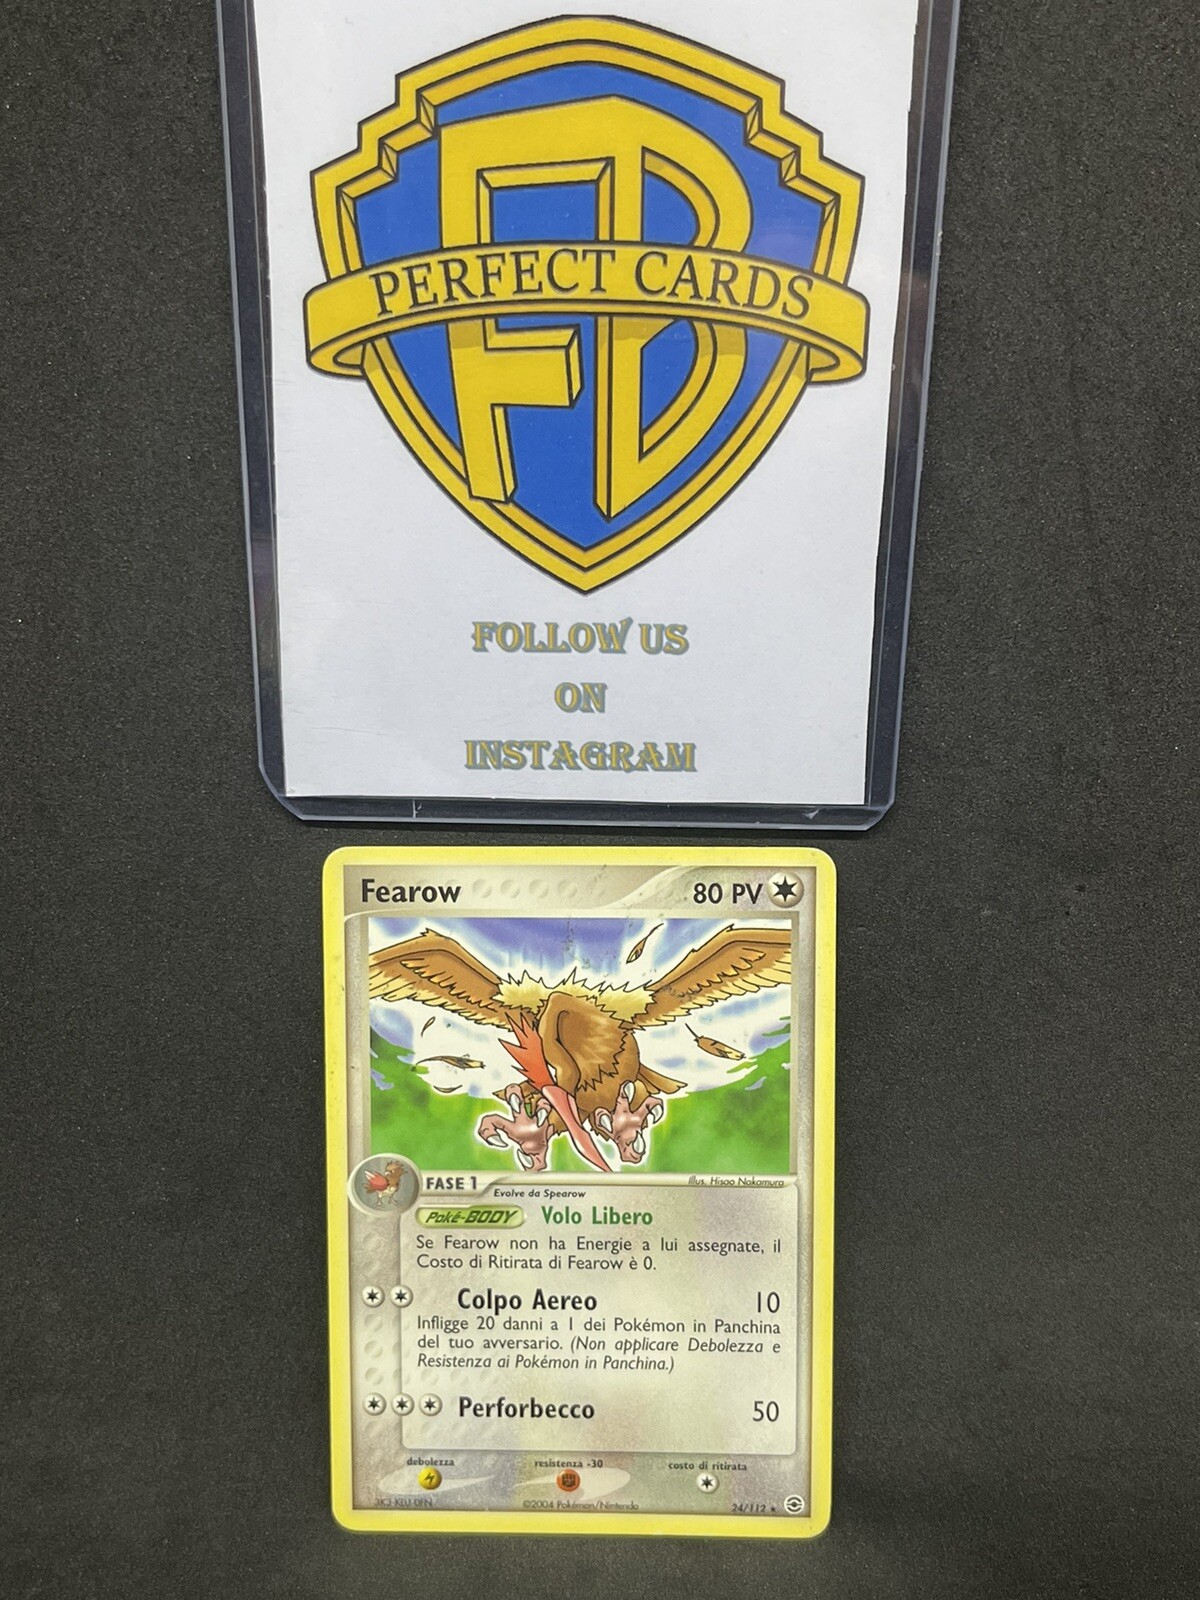 FB
PERFECT CARDS
FOLLOW US
ON
INSTAGRAM
Fearow 80 PV
FASE 1
Illus. Hisao Nakamura
Evolve da Spearow
Poké-BODY Volo Libero
Se Fearow non ha Energie a lui assegnate, il
Costo di Ritirata di Fearow è 0.
Colpo Aereo 10
Infligge 20 danni a 1 dei Pokémon in Panchina
del tuo avversario. (Non applicare Debolezza e
Resistenza ai Pokémon in Panchina.)
Perforbecco 50
debolezza resistenza -30 costo di ritirata
©2004 Pokémon/Nintendo 24/112 ★